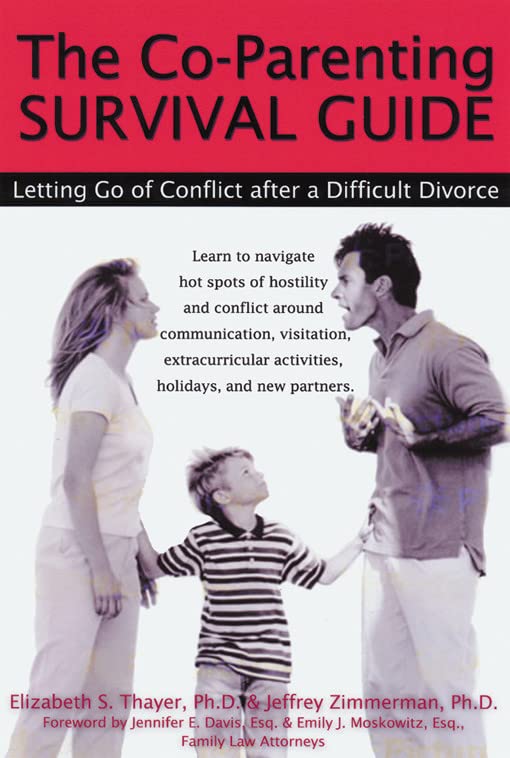 The Co-Parenting
SURVIVAL GUIDE
Letting Go of Conflict after a Difficult Divorce
Learn to navigate
hot spots of hostility
and conflict around
communication, visitation,
extracurricular activities,
holidays, and new partners.
Elizabeth S. Thayer, Ph.D. & Jeffrey Zimmerman, Ph.D.
Foreword by Jennifer E. Davis, Esq. & Emily J. Moskowitz, Esq.,
Family Law Attorneys